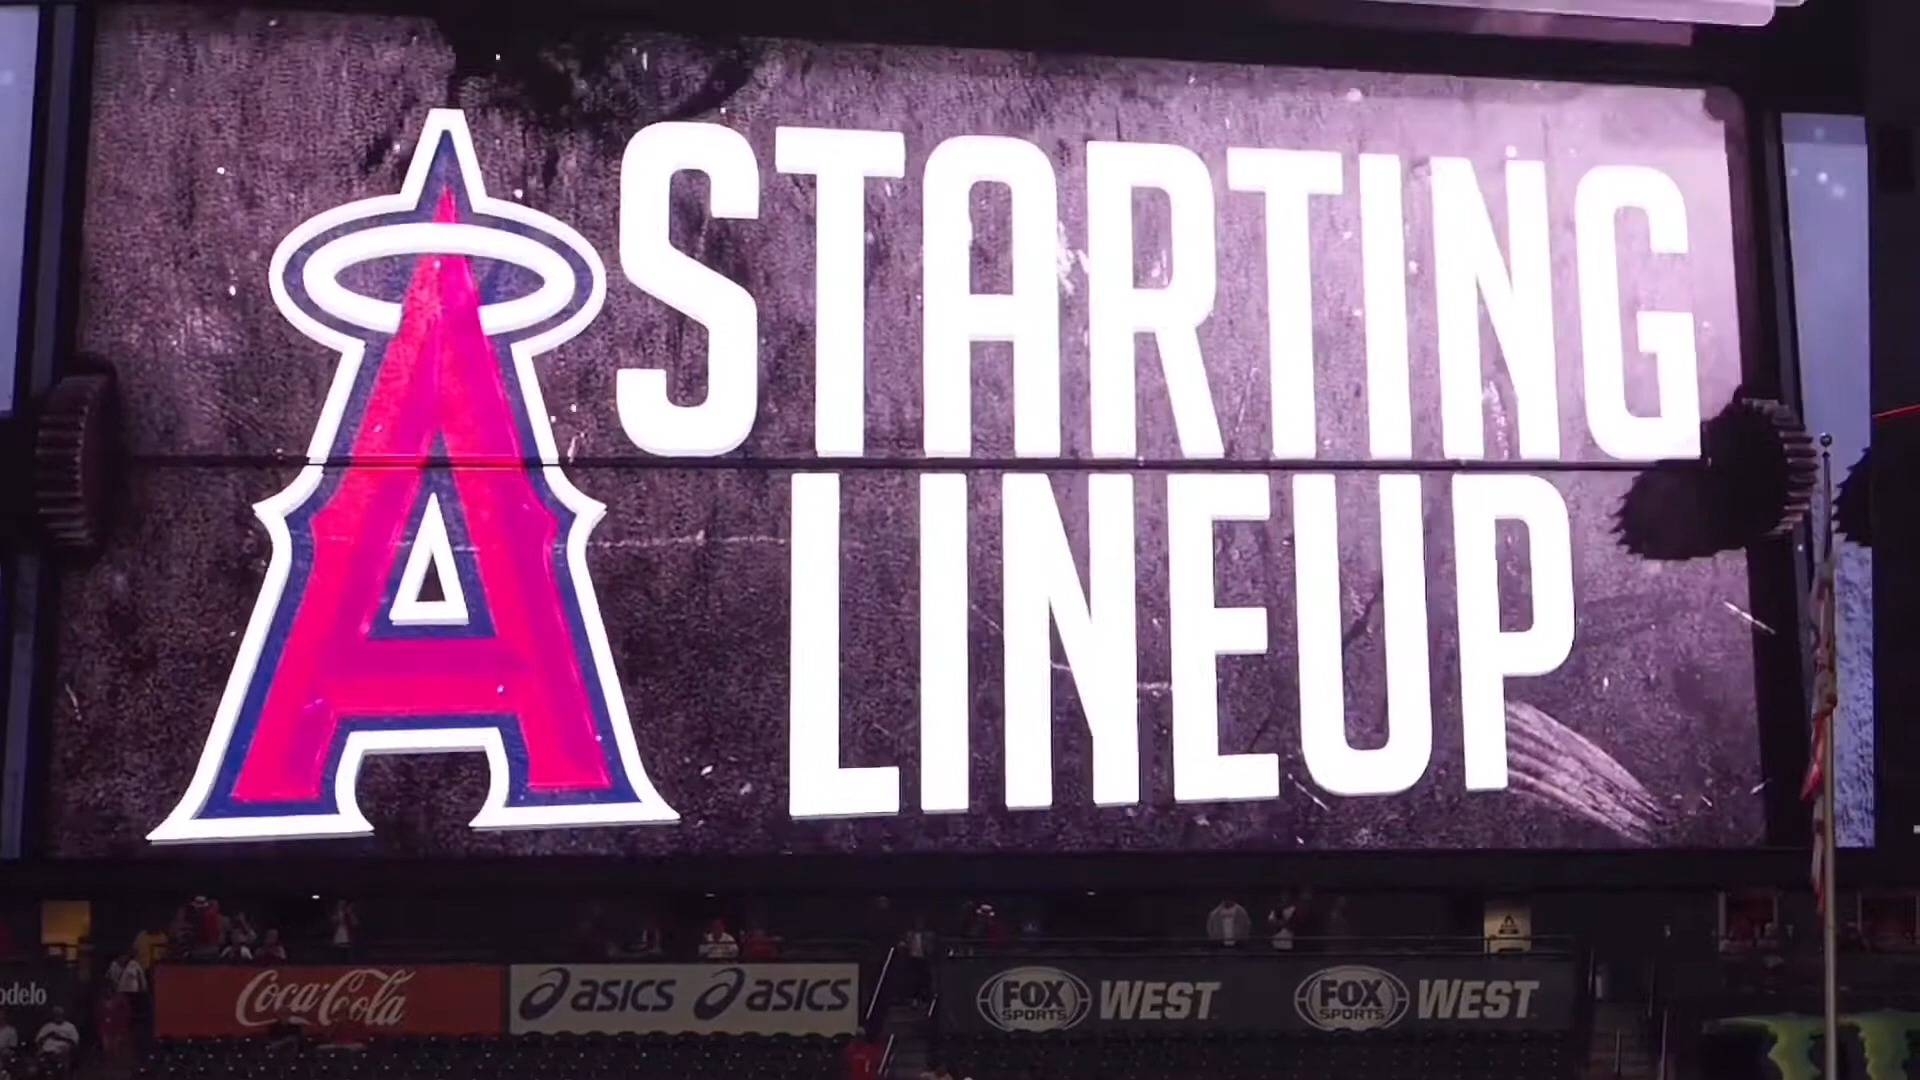 A
STARTING
LINEUP
odelo
Coca-Cola
asics asics
FOX SPORTS WEST
FOX SPORTS WEST